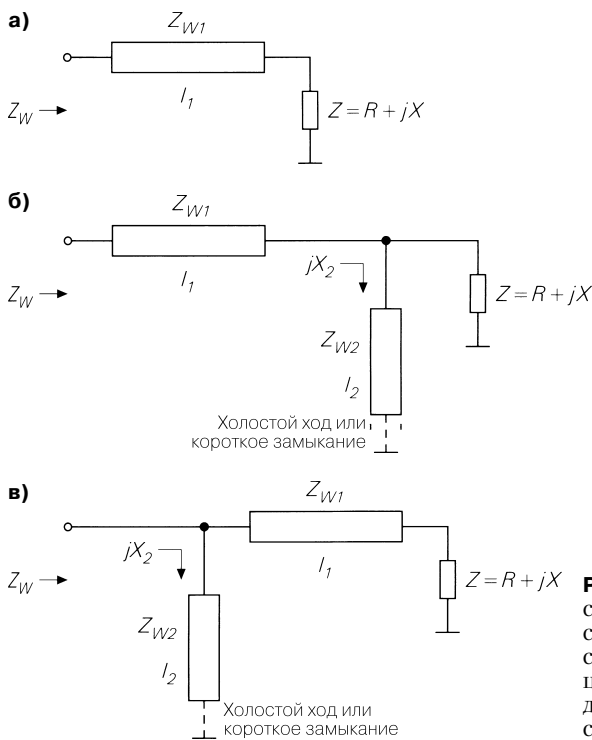 а)
Z_W1
Z_W
l_1
Z = R + jX
б)
Z_W1
jX_2
l_1
Z_W
Z = R + jX
Z_W2
l_2
Холостой ход или
короткое замыкание
в)
Z_W1
jX_2
l_1
Z_W
Z = R + jX
Z_W2
l_2
Холостой ход или
короткое замыкание